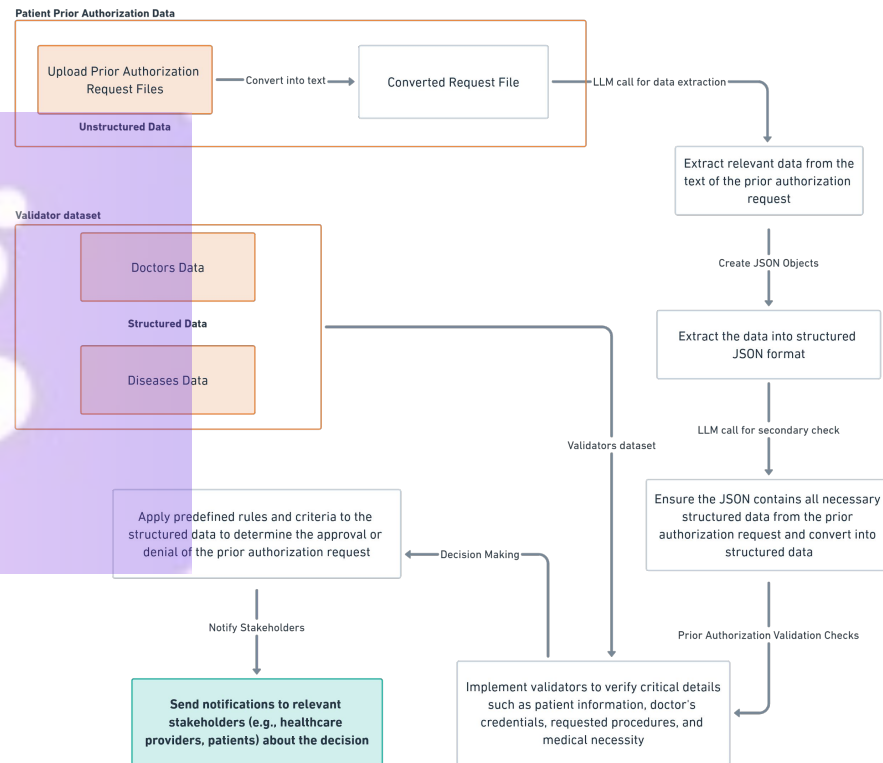 Patient Prior Authorization Data
Upload Prior Authorization
Request Files
Convert into text
Converted Request File
LLM call for data extraction
Unstructured Data
Extract relevant data from the
text of the prior authorization
request
Validator dataset
Doctors Data
Structured Data
Diseases Data
Create JSON Objects
Extract the data into structured
JSON format
Validators dataset
LLM call for secondary check
Ensure the JSON contains all necessary
structured data from the prior
authorization request and convert into
structured data
Apply predefined rules and criteria to the
structured data to determine the approval or
denial of the prior authorization request
Decision Making
Notify Stakeholders
Prior Authorization Validation Checks
Send notifications to relevant
stakeholders (e.g., healthcare
providers, patients) about the decision
Implement validators to verify critical details
such as patient information, doctor's
credentials, requested procedures, and
medical necessity